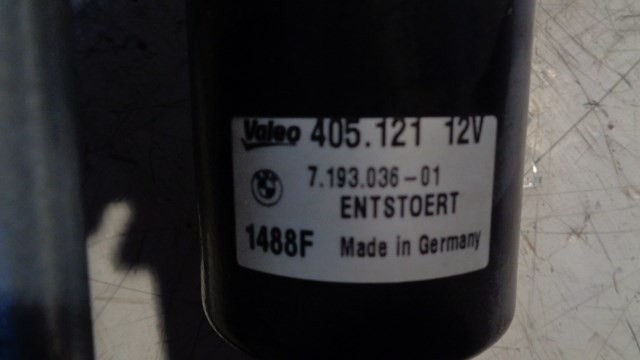 Valeo 405.121 12V
7.193.036-01
ENTSTOERT
1488F Made in Germany